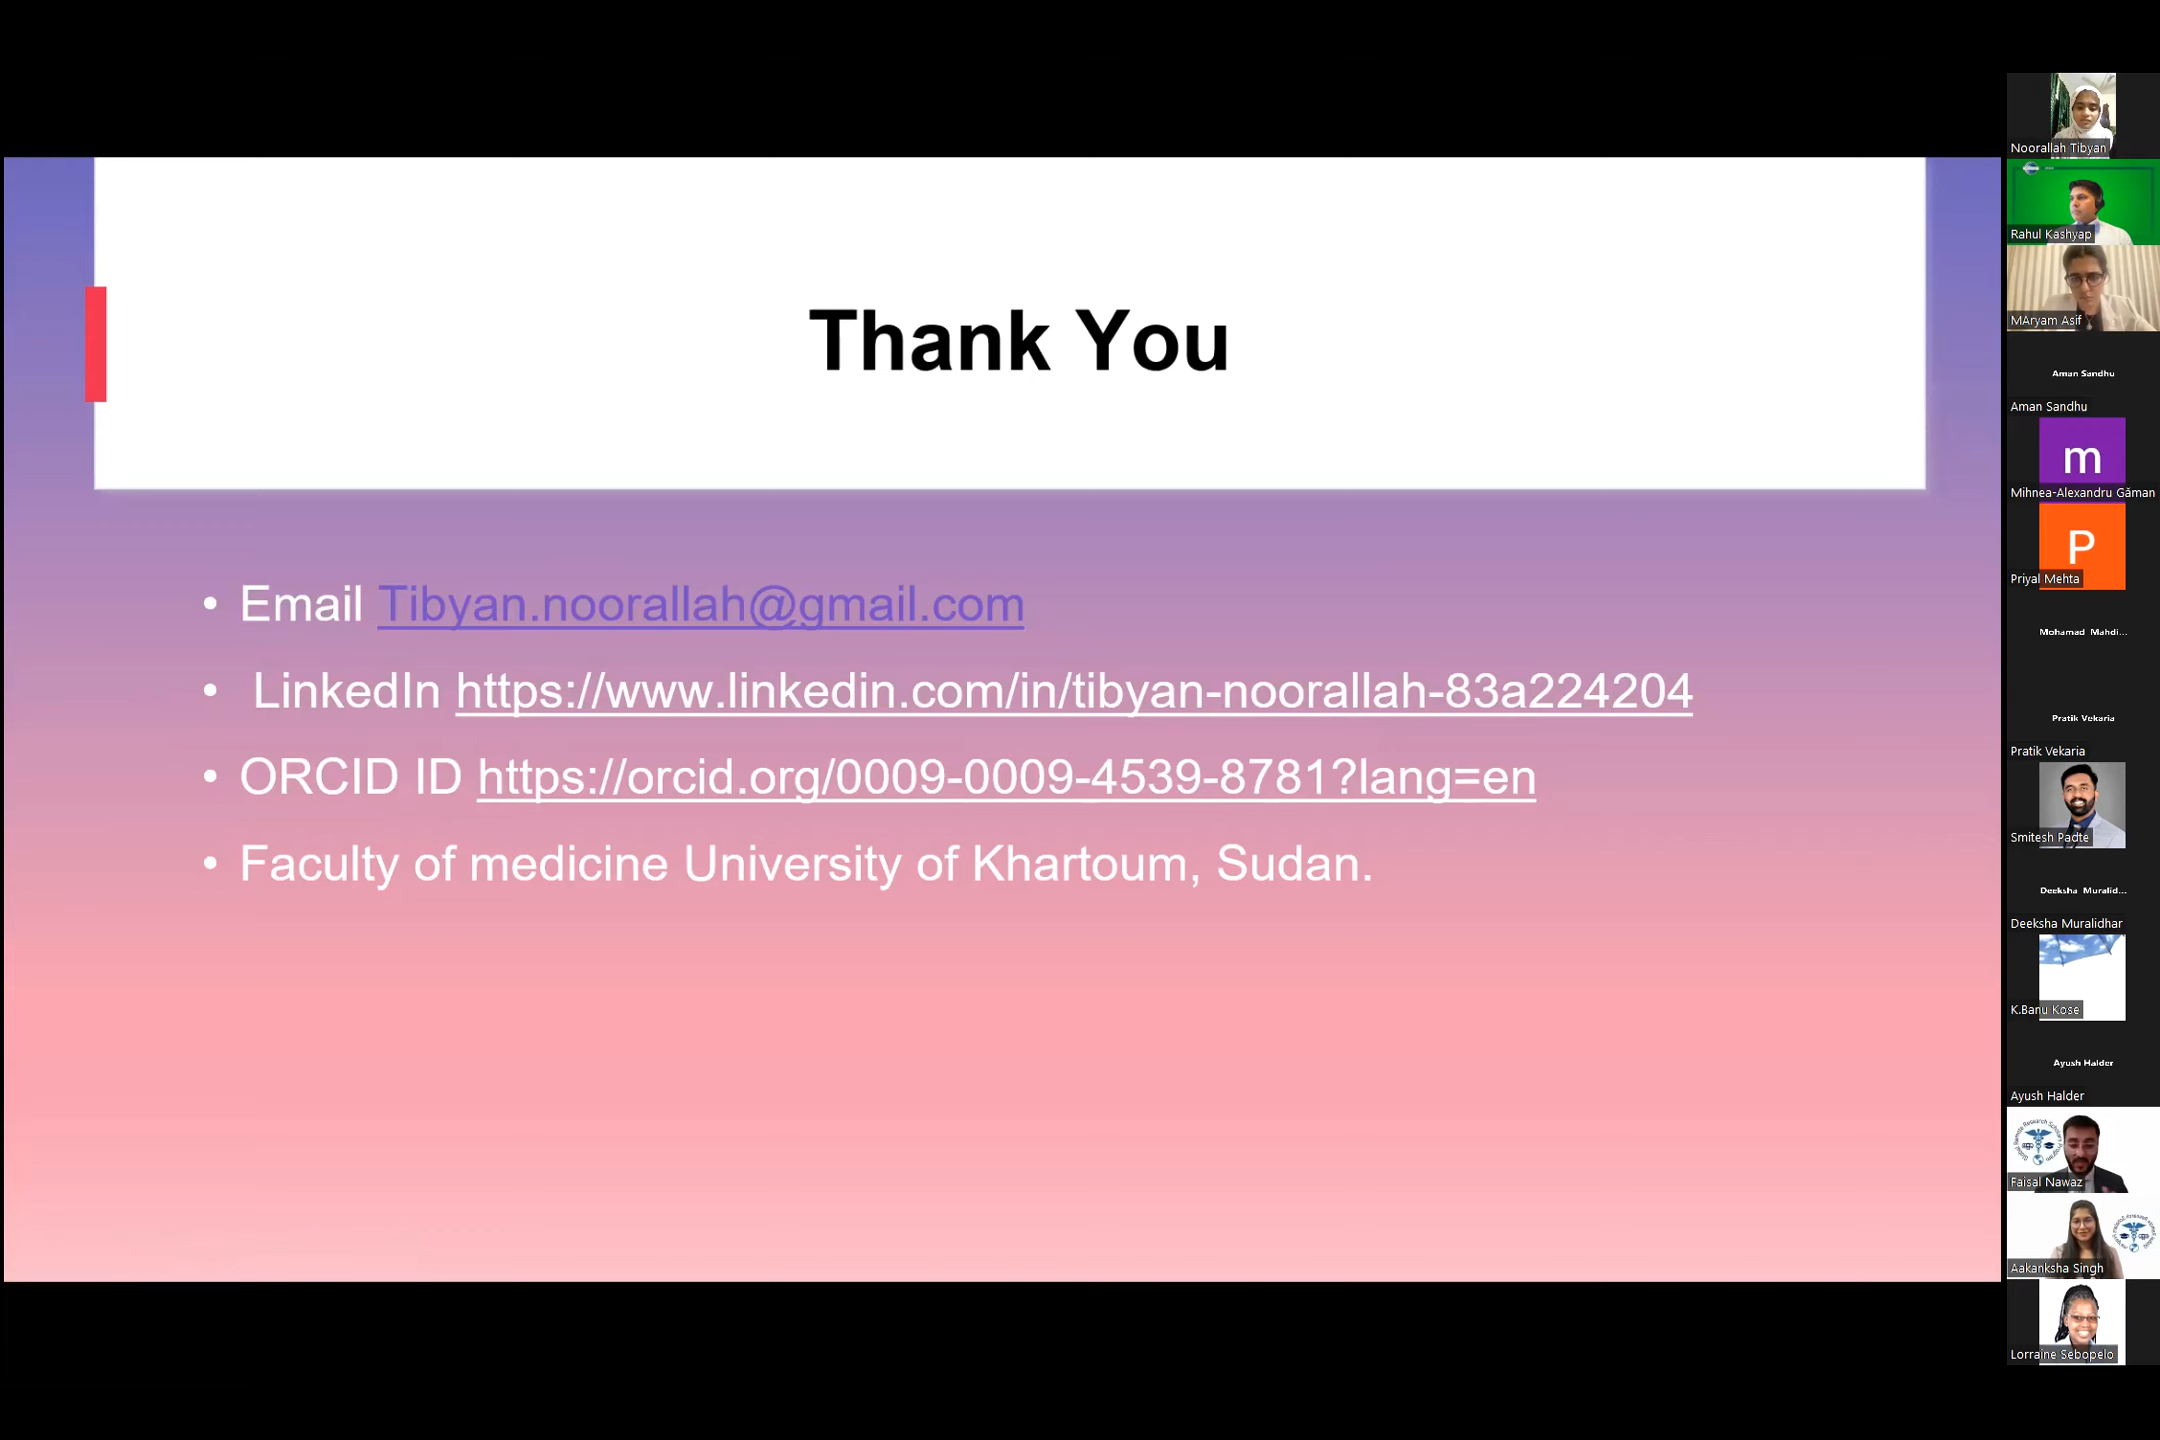 Thank You
• Email Tibyan.noorallah@gmail.com
• LinkedIn https://www.linkedin.com/in/tibyan-noorallah-83a224204
• ORCID ID https://orcid.org/0009-0009-4539-8781?lang=en
• Faculty of medicine University of Khartoum, Sudan.
Noorallah Tibyan
Rahul Kashyap
MAryam Asif
Aman Sandhu
Aman Sandhu
m
Mihnea-Alexandru Găman
P
Priyal Mehta
Mohamad Mahdi...
Pratik Vekaria
Pratik Vekaria
Smitesh Padte
Deeksha Muralid...
Deeksha Muralidhar
K.Banu Kose
Ayush Halder
Ayush Halder
Faisal Nawaz
Aakanksha Singh
Lorraine Sebopelo